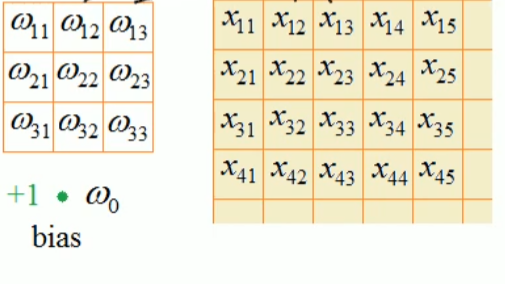 ω₁₁ ω₁₂ ω₁₃
ω₂₁ ω₂₂ ω₂₃
ω₃₁ ω₃₂ ω₃₃
+1 • ω₀
bias
x₁₁ x₁₂ x₁₃ x₁₄ x₁₅
x₂₁ x₂₂ x₂₃ x₂₄ x₂₅
x₃₁ x₃₂ x₃₃ x₃₄ x₃₅
x₄₁ x₄₂ x₄₃ x₄₄ x₄₅